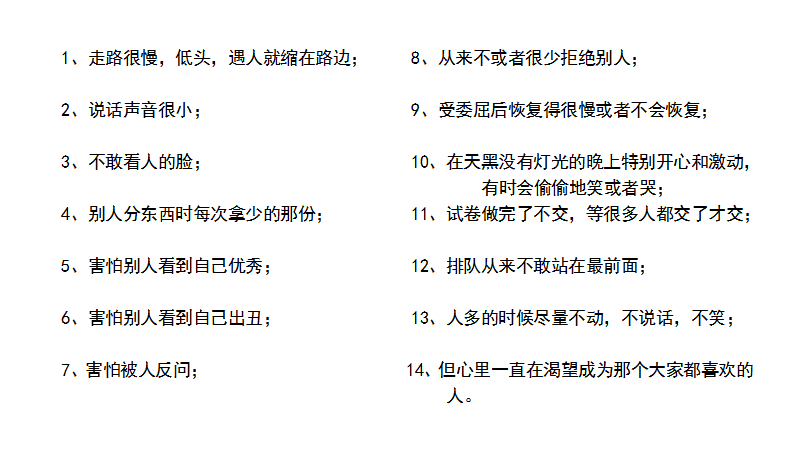 1、走路很慢，低头，遇人就缩在路边；
2、说话声音很小；
3、不敢看人的脸；
4、别人分东西时每次拿少的那份；
5、害怕别人看到自己优秀；
6、害怕别人看到自己出丑；
7、害怕被人反问；
8、从来不或者很少拒绝别人；
9、受委屈后恢复得很慢或者不会恢复；
10、在天黑没有灯光的晚上特别开心和激动，
有时会偷偷地笑或者哭；
11、试卷做完了不交，等很多人都交了才交；
12、排队从来不敢站在最前面；
13、人多的时候尽量不动，不说话，不笑；
14、但心里一直在渴望成为那个大家都喜欢的
人。